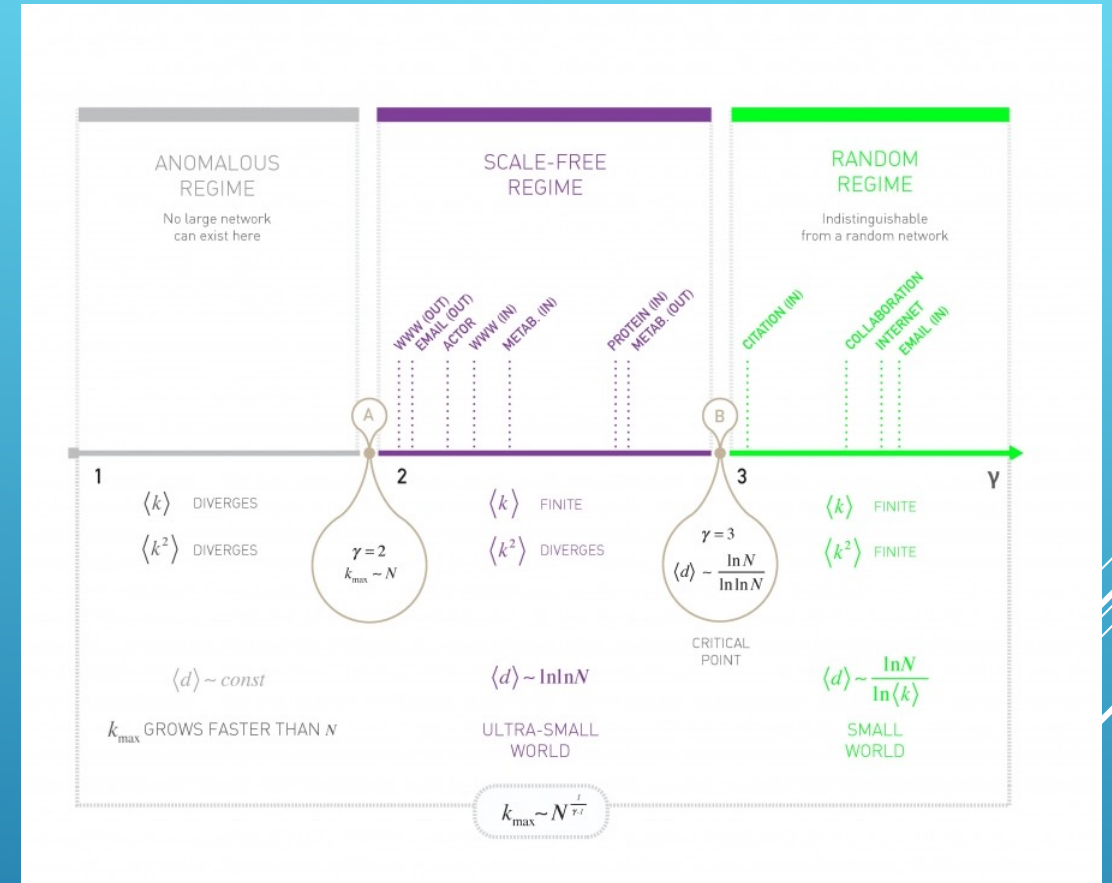 ANOMALOUS
REGIME
No large network
can exist here
SCALE-FREE
REGIME
RANDOM
REGIME
Indistinguishable
from a random network
WWW (OUT)
EMAIL (OUT)
ACTOR
WWW (IN)
METAB. (IN)
PROTEIN (IN)
METAB. (OUT)
CITATION (IN)
COLLABORATION
INTERNET
EMAIL (IN)
A
B
1
2
3
γ
⟨k⟩ DIVERGES
⟨k²⟩ DIVERGES
γ = 2
k_max ~ N
⟨k⟩ FINITE
⟨k²⟩ DIVERGES
γ = 3
⟨d⟩ ~ lnN / lnlnN
CRITICAL
POINT
⟨k⟩ FINITE
⟨k²⟩ FINITE
⟨d⟩ ~ const
k_max GROWS FASTER THAN N
⟨d⟩ ~ lnlnN
ULTRA-SMALL
WORLD
⟨d⟩ ~ lnN / ln⟨k⟩
SMALL
WORLD
k_max ~ N^(1/(γ-1))